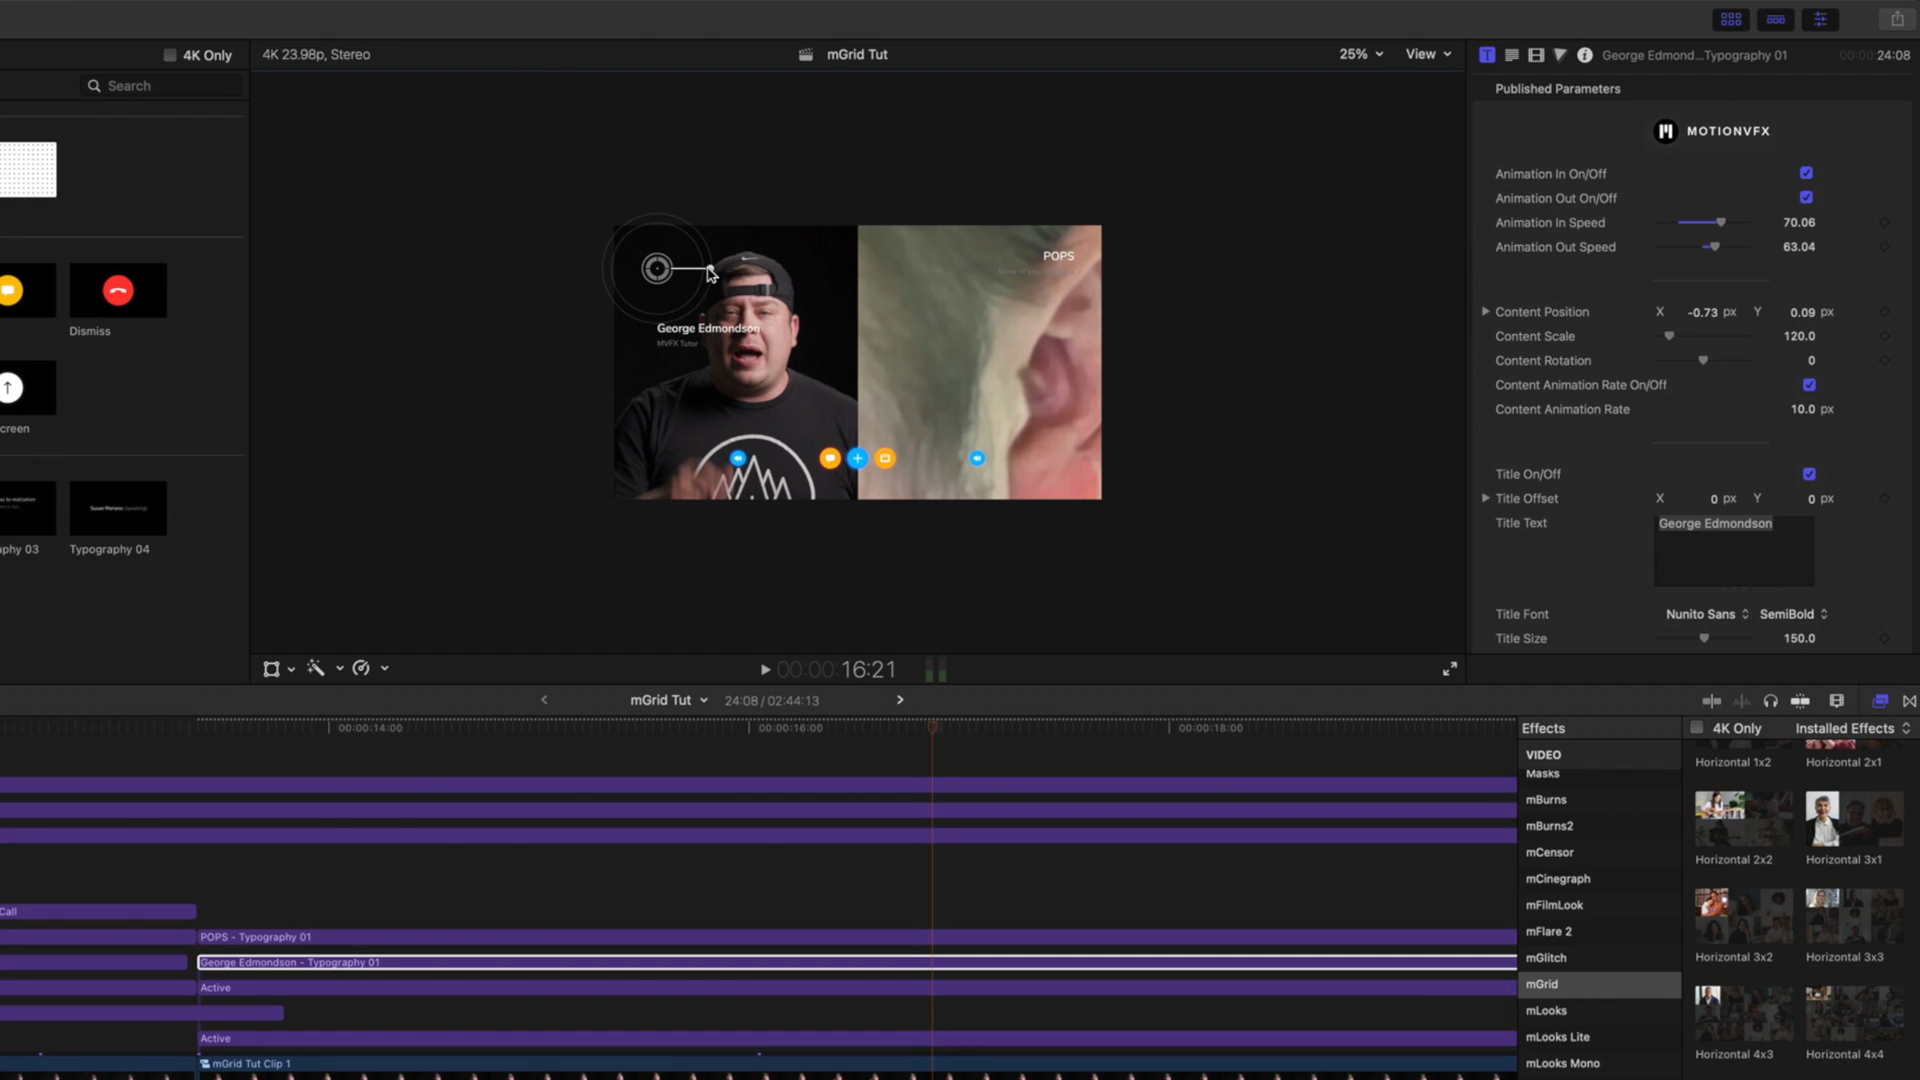 4K Only
4K 23.98p, Stereo
mGrid Tut
25%
View
George Edmond...Typography 01
00:00:24:08
Search
Published Parameters
MOTIONVFX
Animation In On/Off
Animation Out On/Off
Animation In Speed 70.06
Animation Out Speed 63.04
POPS
Content Position X -0.73 px Y 0.09 px
Content Scale 120.0
Content Rotation 0
Content Animation Rate On/Off
Content Animation Rate 10.0 px
Dismiss
George Edmondson
MVFX Tutor
creen
Title On/Off
Title Offset X 0 px Y 0 px
Title Text George Edmondson
Susan Mariano (speaking)
phy 03
Typography 04
Title Font Nunito Sans SemiBold
Title Size 150.0
00:00:00:16:21
mGrid Tut
24:08 / 02:44:13
00:00:14:00
00:00:16:00
00:00:18:00
Effects
4K Only
Installed Effects
VIDEO
Masks
mBurns
mBurns2
mCensor
mCinegraph
mFilmLook
mFlare 2
mGlitch
mGrid
mLooks
mLooks Lite
mLooks Mono
Horizontal 1x2
Horizontal 2x1
Horizontal 2x2
Horizontal 3x1
Horizontal 3x2
Horizontal 3x3
Horizontal 4x3
Horizontal 4x4
Call
POPS - Typography 01
George Edmondson - Typography 01
Active
Active
mGrid Tut Clip 1